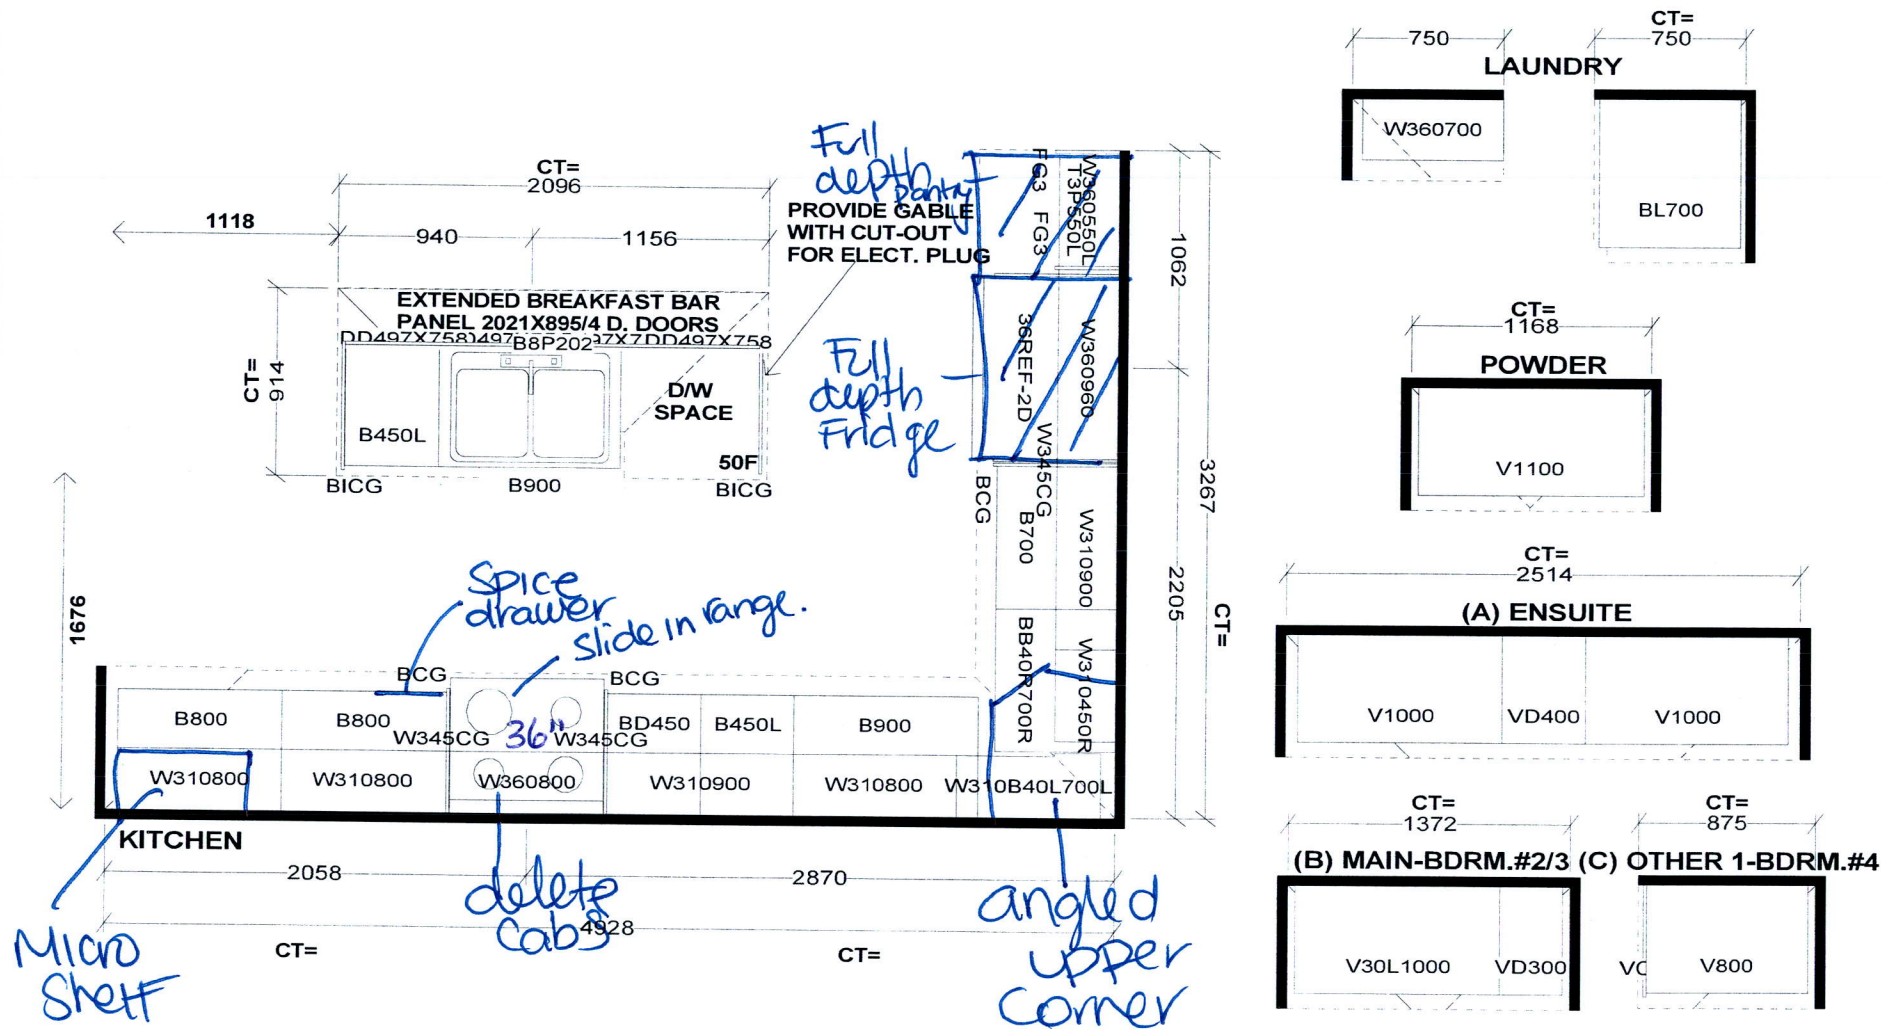 CT=
2096
1118
940
1156
Full
depth
pantry
PROVIDE GABLE
WITH CUT-OUT
FOR ELECT. PLUG
EXTENDED BREAKFAST BAR
PANEL 2021X895/4 D. DOORS
B8P202
DD497X758
CT=
914
D/W
SPACE
B450L
50F
BICG
B900
BICG
Full
depth
Fridge
FG3 FG3
W360550L
T3P550L
1062
36REF-2D
W360960
W345CG
BCG
B700
W310900
3267
2205
CT=
BB40R700R
W310450R
1676
Spice
drawer
slide in range.
BCG
BCG
B800
B800
W345CG
36"
W345CG
BD450
B450L
B900
W310800
W310800
W360800
W310900
W310800
W310B40L700L
KITCHEN
2058
2870
4928
CT=
CT=
Micro
Shelf
delete
Cabs
angled
upper
Corner
750
CT=
750
LAUNDRY
W360700
BL700
CT=
1168
POWDER
V1100
CT=
2514
(A) ENSUITE
V1000
VD400
V1000
CT=
1372
CT=
875
(B) MAIN-BDRM.#2/3 (C) OTHER 1-BDRM.#4
V30L1000
VD300
V800